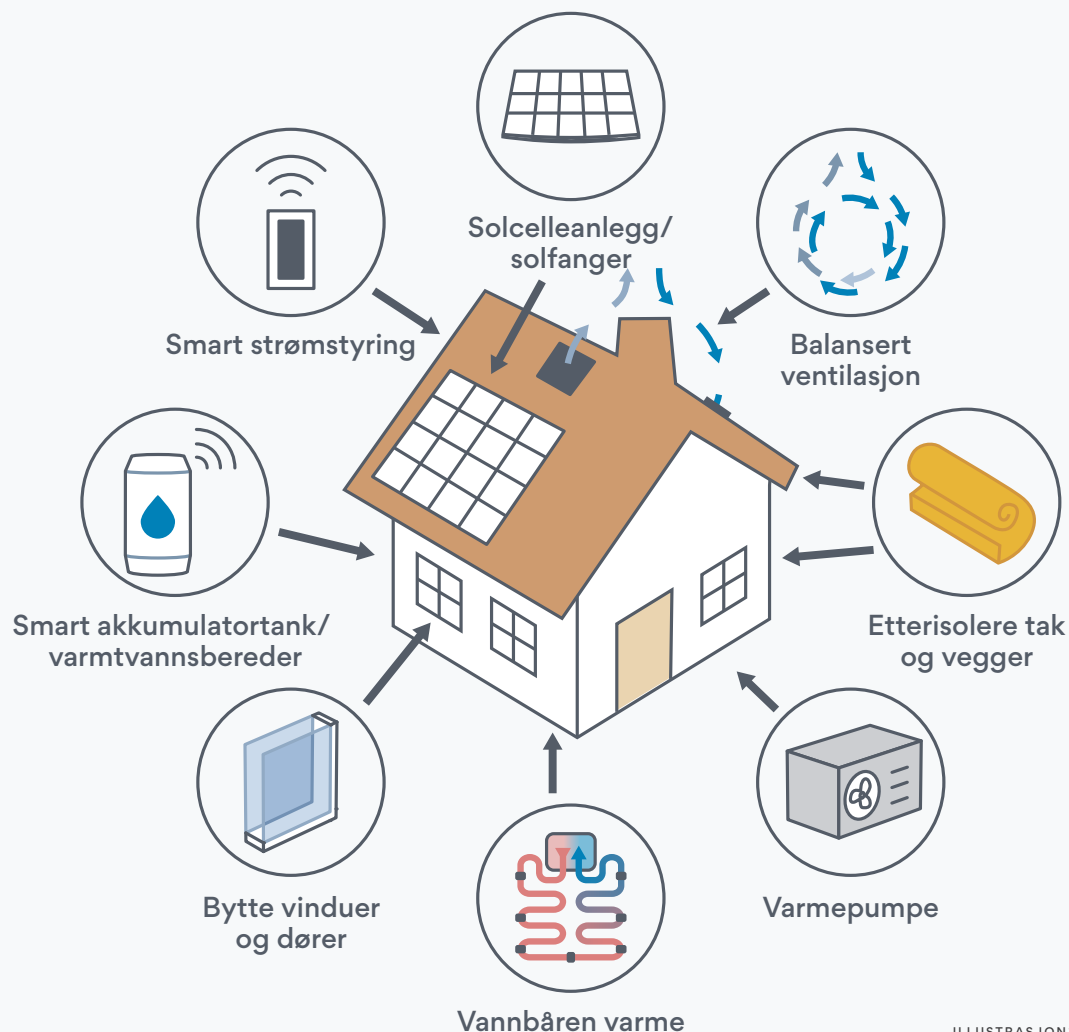 Solcelleanlegg/
solfanger
Smart strømstyring
Balansert
ventilasjon
Smart akkumulatortank/
varmtvannsbereder
Etterisolere tak
og vegger
Bytte vinduer
og dører
Varmepumpe
Vannbåren varme
ILLUSTRASJON